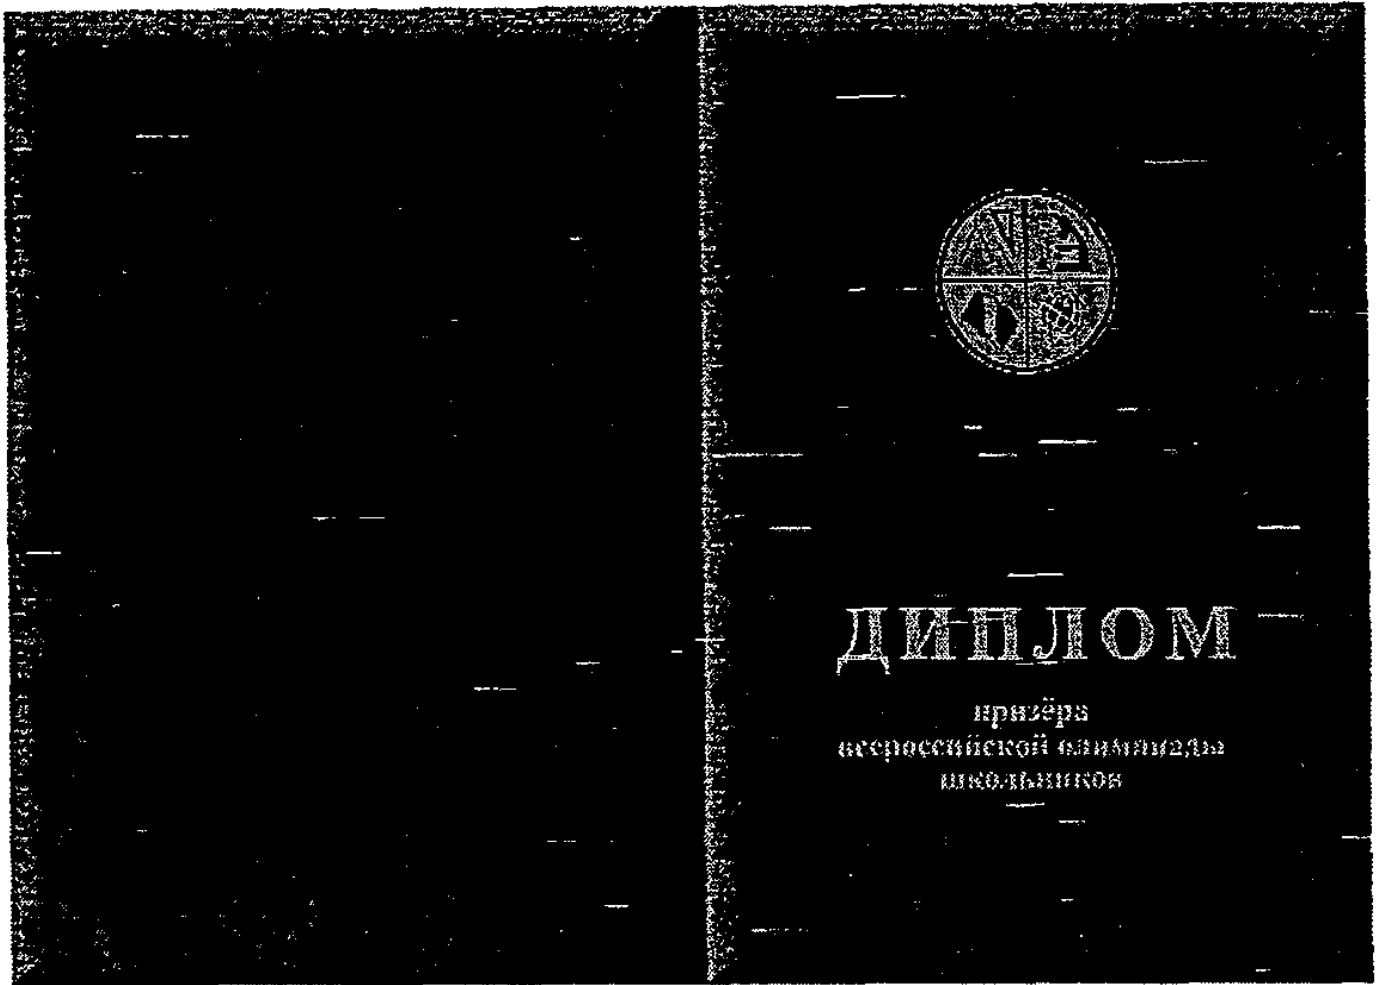 ДИПЛОМ
призёра
всероссийской олимпиады
школьников